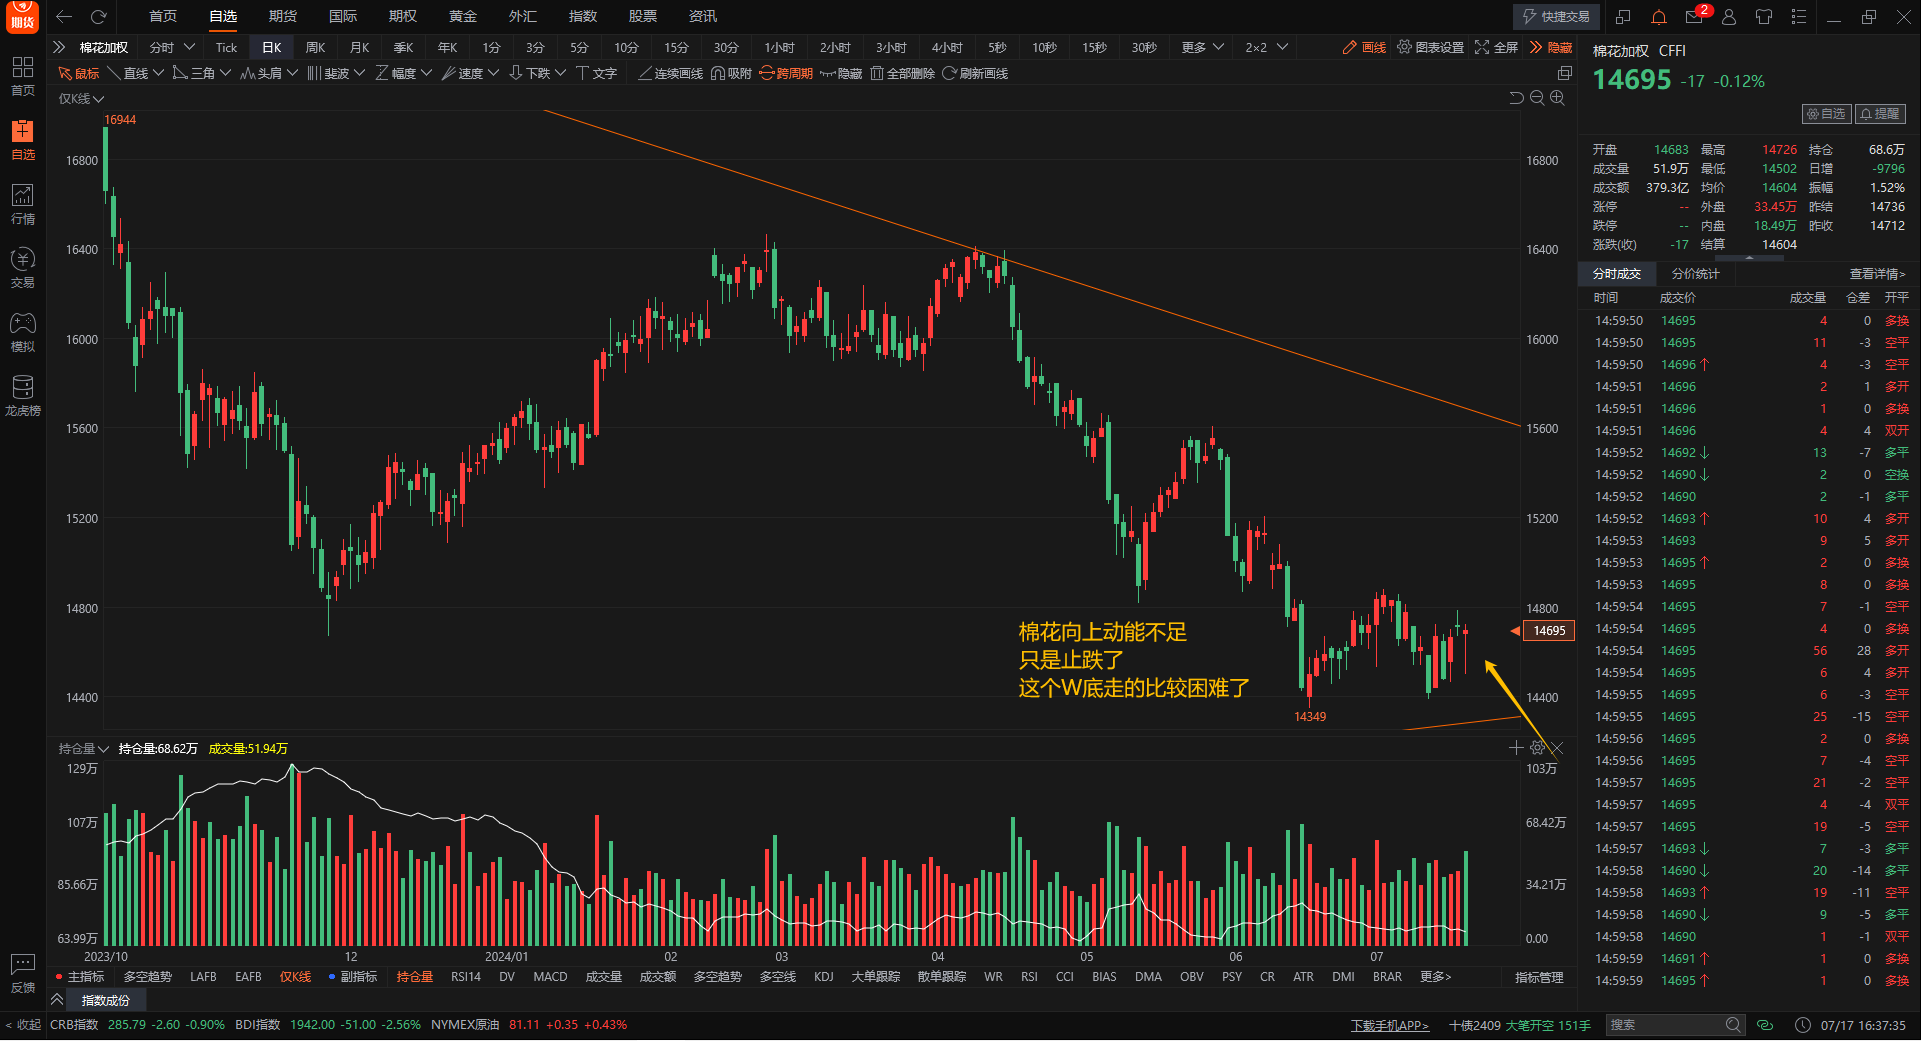 期货
首页 自选 期货 国际 期权 黄金 外汇 指数 股票 资讯
快捷交易 2
棉花加权 分时 Tick 日K 周K 月K 季K 年K 1分 3分 5分 10分 15分 30分 1小时 2小时 3小时 4小时 5秒 10秒 15秒 30秒 更多 2×2 画线 图表设置 全屏 隐藏
鼠标 直线 三角 头肩 斐波 幅度 速度 下跌 文字 连续画线 吸附 跨周期 隐藏 全部删除 刷新画线
仅K线
首页
自选
行情
交易
模拟
龙虎榜
反馈
< 收起
16944
16800 16800
16400 16400
16000 16000
15600 15600
15200 15200
14800 14800
14695
14400 14400
14349
棉花向上动能不足
只是止跌了
这个W底走的比较困难了
持仓量 持仓量:68.62万 成交量:51.94万
129万 103万
107万 68.42万
85.66万 34.21万
63.99万 0.00
2023/10 12 2024/01 02 03 04 05 06 07
主指标 多空趋势 LAFB EAFB 仅K线 副指标 持仓量 RSI14 DV MACD 成交量 成交额 多空趋势 多空线 KDJ 大单跟踪 散单跟踪 WR RSI CCI BIAS DMA OBV PSY CR ATR DMI BRAR 更多> 指标管理
指数成份
CRB指数 285.79 -2.60 -0.90% BDI指数 1942.00 -51.00 -2.56% NYMEX原油 81.11 +0.35 +0.43%
下载手机APP> 十债2409 大笔开空 151手 搜索 07/17 16:37:35
棉花加权 CFFI
14695 -17 -0.12%
自选 提醒
开盘 14683 最高 14726 持仓 68.6万
成交量 51.9万 最低 14502 日增 -9796
成交额 379.3亿 均价 14604 振幅 1.52%
涨停 -- 外盘 33.45万 昨结 14736
跌停 -- 内盘 18.49万 昨收 14712
涨跌(收) -17 结算 14604
分时成交 分价统计 查看详情>
时间 成交价 成交量 仓差 开平
14:59:50 14695 4 0 多换
14:59:50 14695 11 -3 空平
14:59:50 14696 ↑ 4 -3 空平
14:59:51 14696 2 1 多开
14:59:51 14696 1 0 多换
14:59:51 14696 4 4 双开
14:59:52 14692 ↓ 13 -7 多平
14:59:52 14690 ↓ 2 0 空换
14:59:52 14690 2 -1 多平
14:59:52 14693 ↑ 10 4 多开
14:59:53 14693 9 5 多开
14:59:53 14695 ↑ 2 0 多换
14:59:53 14695 8 0 多换
14:59:54 14695 7 -1 空平
14:59:54 14695 4 0 多换
14:59:54 14695 56 28 多开
14:59:54 14695 6 4 多开
14:59:55 14695 6 -3 空平
14:59:55 14695 25 -15 空平
14:59:56 14695 2 0 多换
14:59:56 14695 7 -4 空平
14:59:57 14695 21 -2 空平
14:59:57 14695 4 -4 双平
14:59:57 14695 19 -5 空平
14:59:57 14693 ↓ 7 -3 多平
14:59:58 14690 ↓ 20 -14 多平
14:59:58 14693 ↑ 19 -11 空平
14:59:58 14690 ↓ 9 -5 多平
14:59:58 14690 1 -1 双平
14:59:59 14691 ↑ 1 0 多换
14:59:59 14695 ↑ 1 0 多换